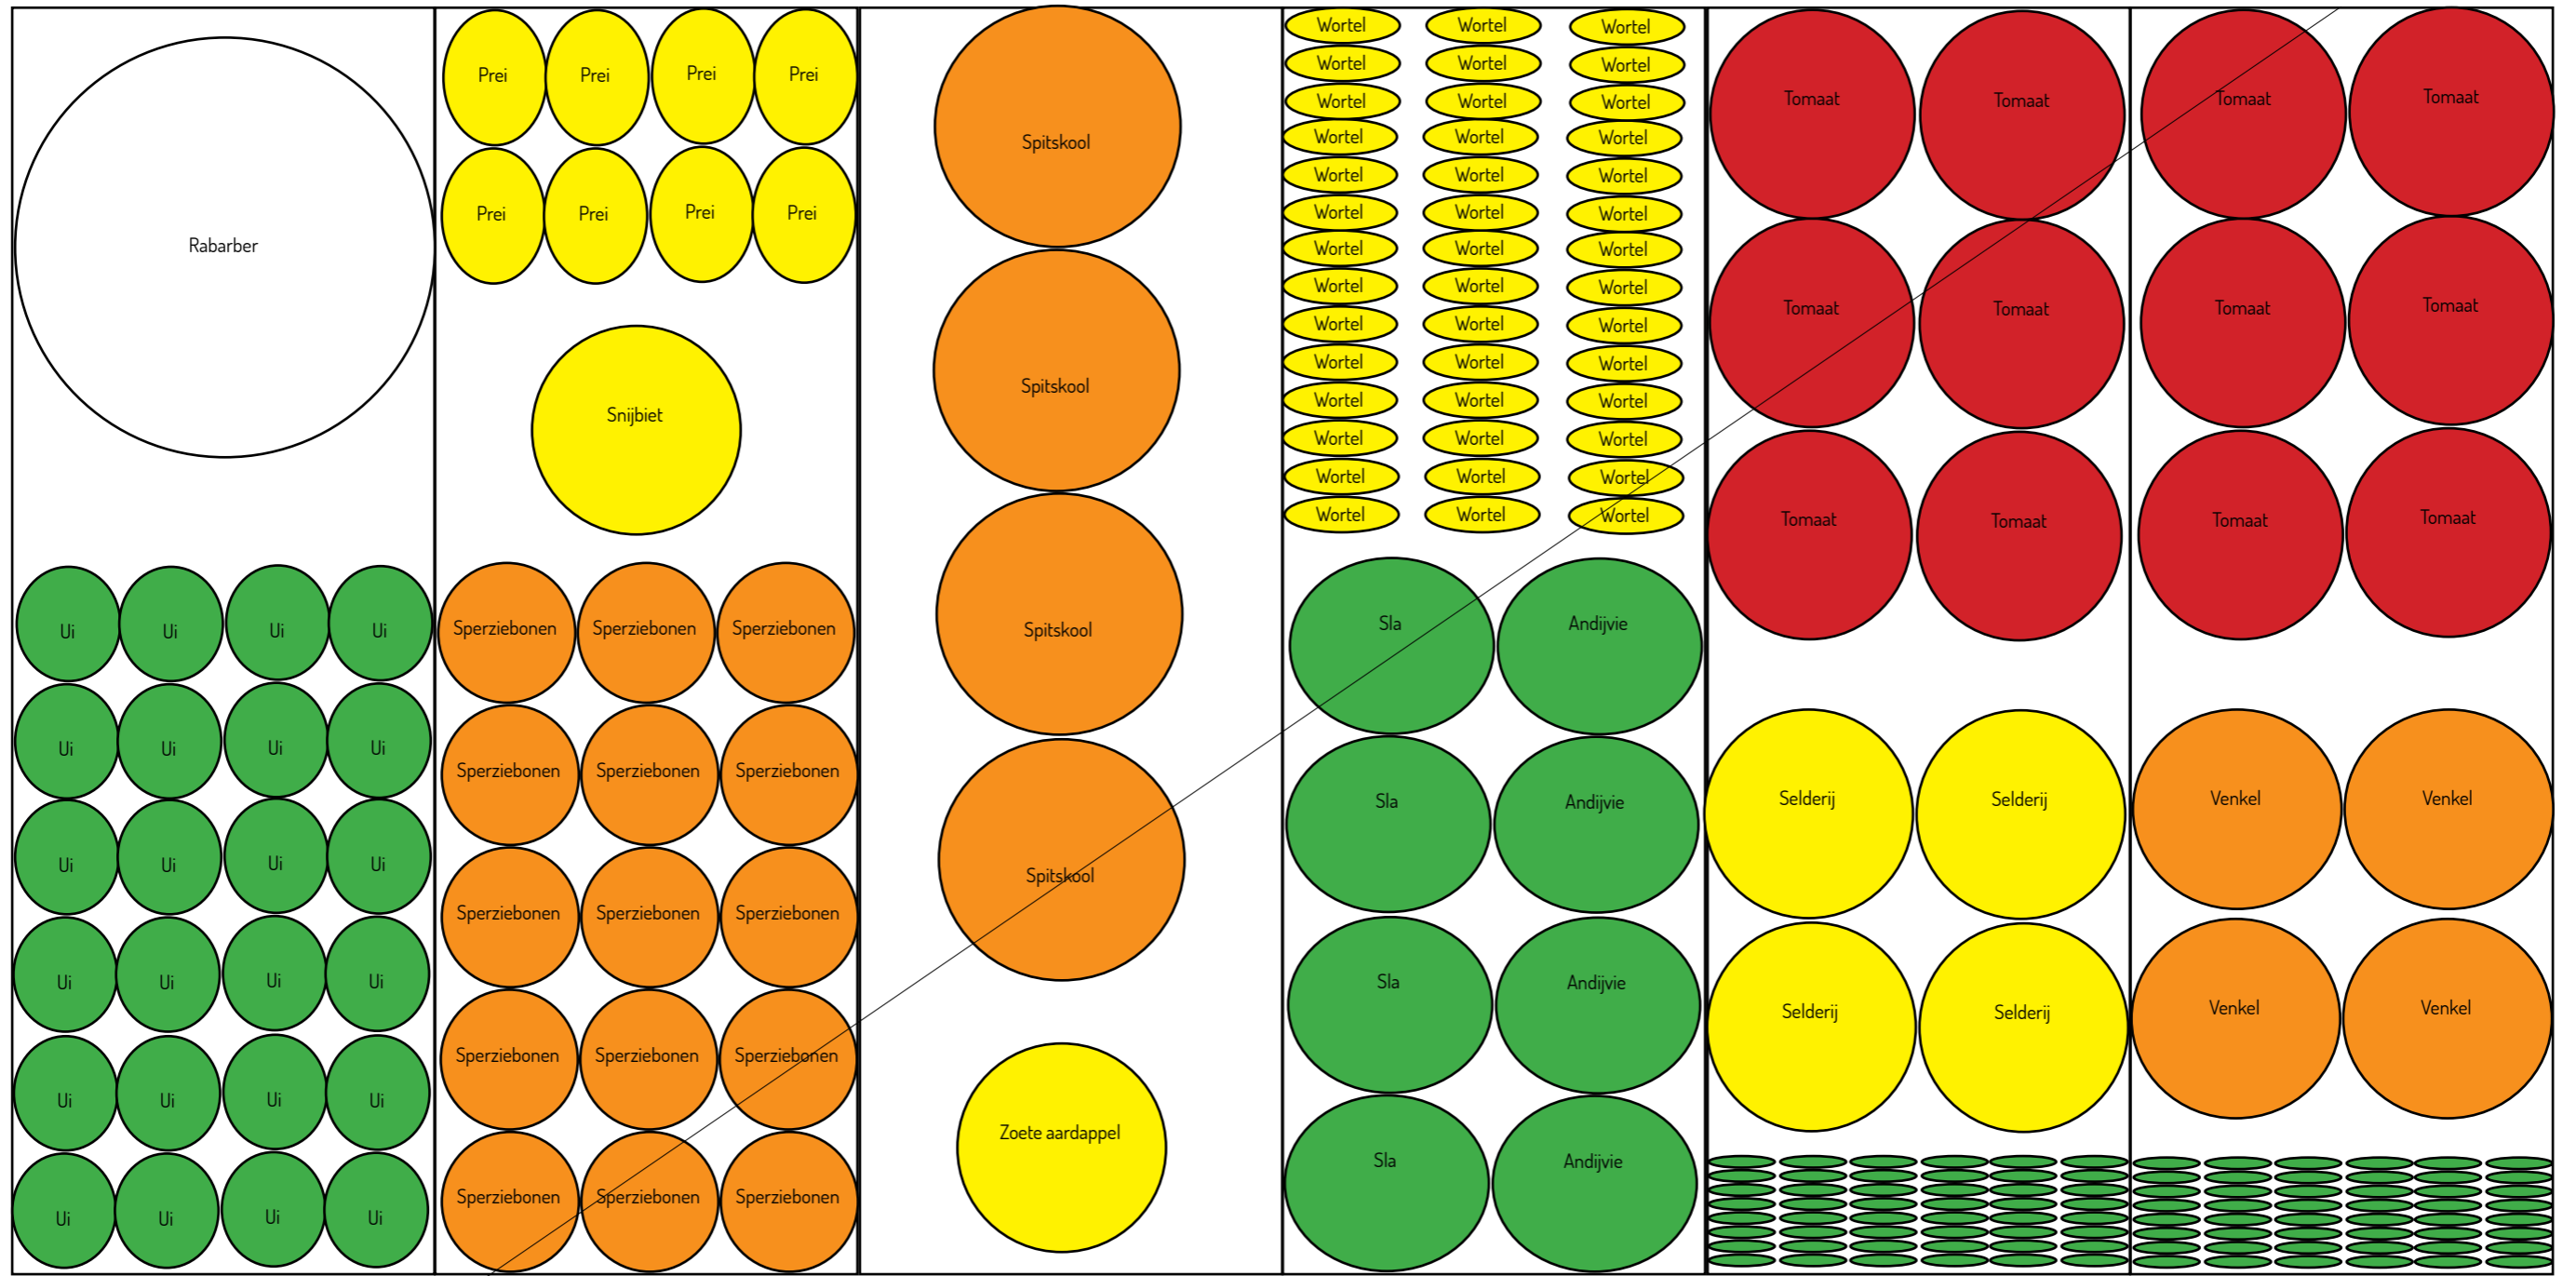 Rabarber
Ui Ui Ui Ui
Ui Ui Ui Ui
Ui Ui Ui Ui
Ui Ui Ui Ui
Ui Ui Ui Ui
Ui Ui Ui Ui
Prei Prei Prei Prei
Prei Prei Prei Prei
Snijbiet
Sperziebonen Sperziebonen Sperziebonen
Sperziebonen Sperziebonen Sperziebonen
Sperziebonen Sperziebonen Sperziebonen
Sperziebonen Sperziebonen Sperziebonen
Sperziebonen Sperziebonen Sperziebonen
Spitskool
Spitskool
Spitskool
Spitskool
Zoete aardappel
Wortel Wortel Wortel
Wortel Wortel Wortel
Wortel Wortel Wortel
Wortel Wortel Wortel
Wortel Wortel Wortel
Wortel Wortel Wortel
Wortel Wortel Wortel
Wortel Wortel Wortel
Wortel Wortel Wortel
Wortel Wortel Wortel
Wortel Wortel Wortel
Wortel Wortel Wortel
Wortel Wortel Wortel
Wortel Wortel Wortel
Sla Andijvie
Sla Andijvie
Sla Andijvie
Sla Andijvie
Tomaat Tomaat
Tomaat Tomaat
Tomaat Tomaat
Selderij Selderij
Selderij Selderij
Tomaat Tomaat
Tomaat Tomaat
Tomaat Tomaat
Venkel Venkel
Venkel Venkel